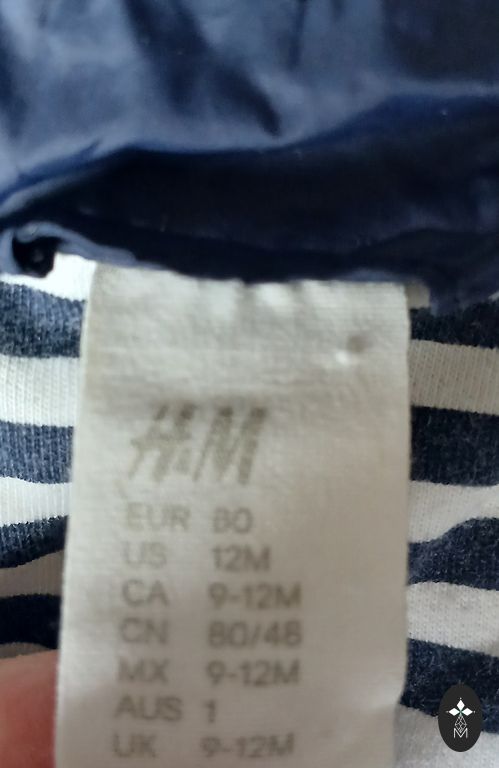 H&M
EUR 80
US 12M
CA 9-12M
CN 80/48
MX 9-12M
AUS 1
UK 9-12M
M